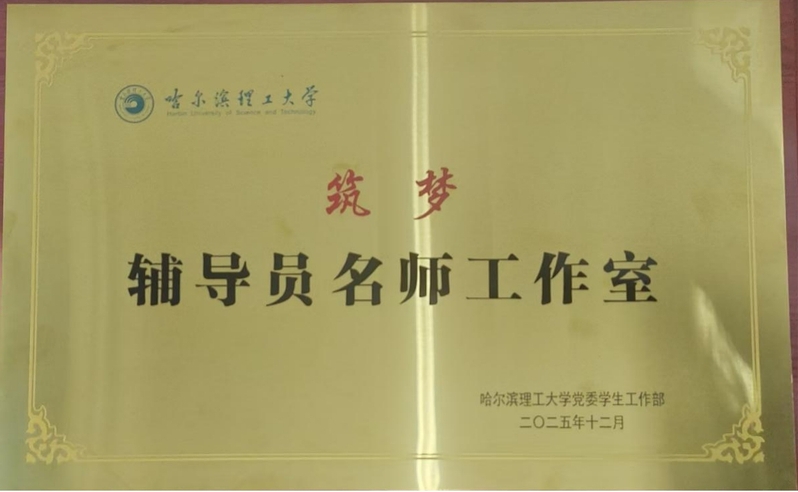 哈尔滨理工大学
Harbin University of Science and Technology
筑梦
辅导员名师工作室
哈尔滨理工大学党委学生工作部
二〇二五年十二月